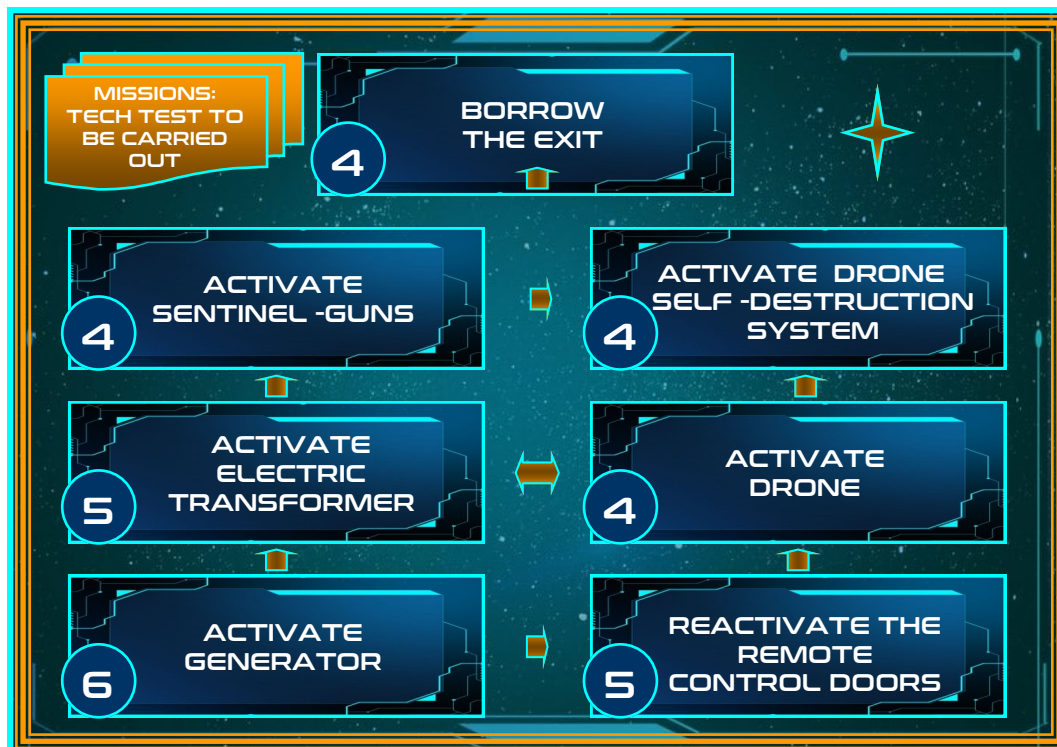 MISSIONS:
TECH TEST TO
BE CARRIED
OUT
BORROW
THE EXIT
4
ACTIVATE
SENTINEL -GUNS
4
ACTIVATE  DRONE
SELF -DESTRUCTION
SYSTEM
4
ACTIVATE
ELECTRIC
TRANSFORMER
5
ACTIVATE
DRONE
4
ACTIVATE
GENERATOR
6
REACTIVATE THE
REMOTE
CONTROL DOORS
5